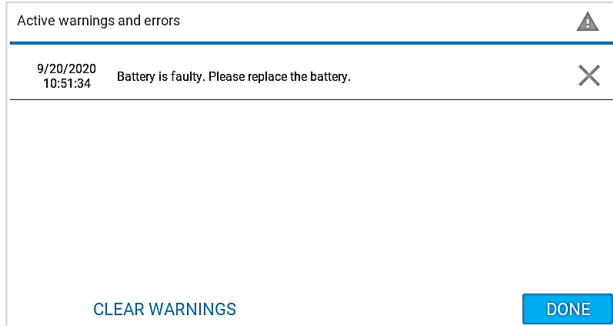 Active warnings and errors
9/20/2020
10:51:34
Battery is faulty. Please replace the battery.
CLEAR WARNINGS
DONE